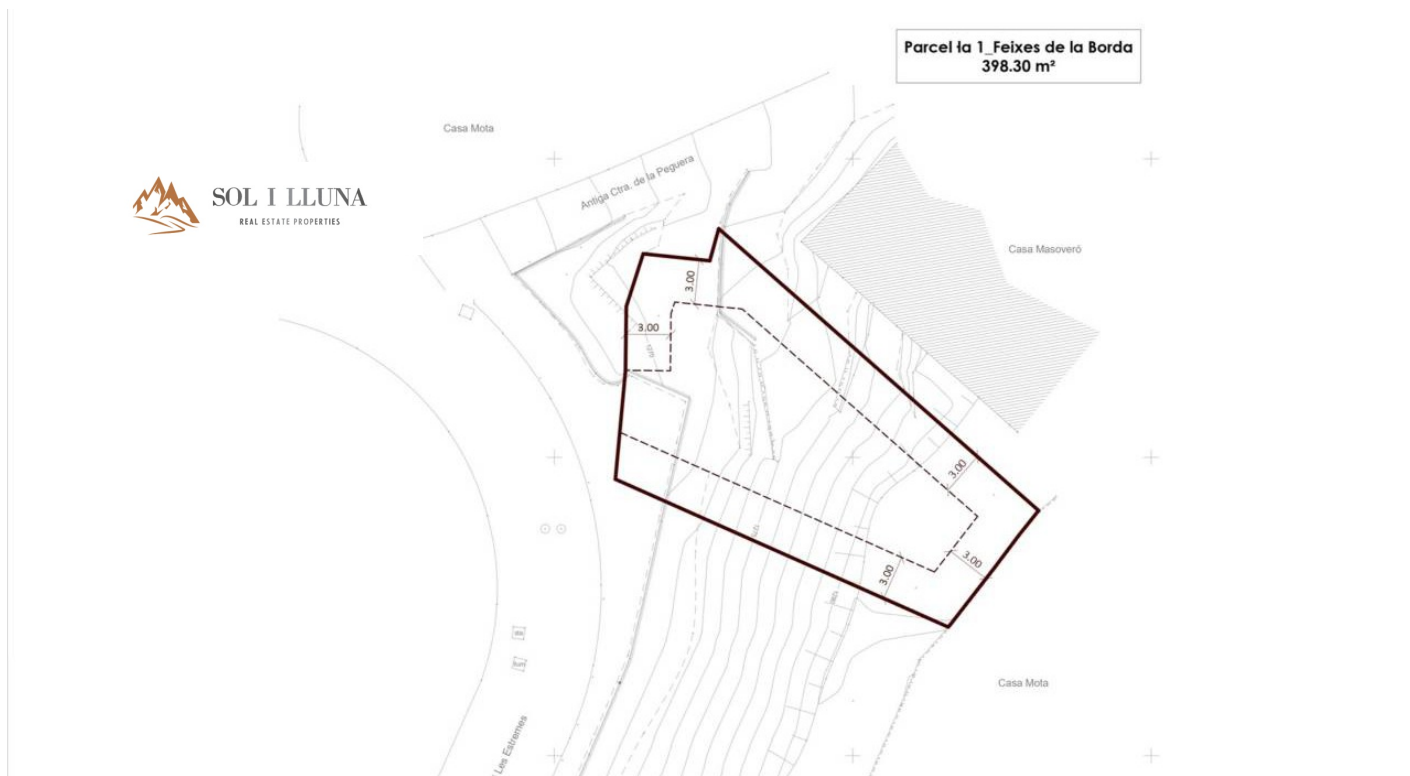 Parcel·la 1_Feixes de la Borda
398.30 m²
Casa Mota
Antiga Ctra. de la Peguera
SOL I LLUNA
REAL ESTATE PROPERTIES
Casa Masoveró
3.00
3.00
1270
3.00
3.00
3.00
Casa Mota
Les Estremes